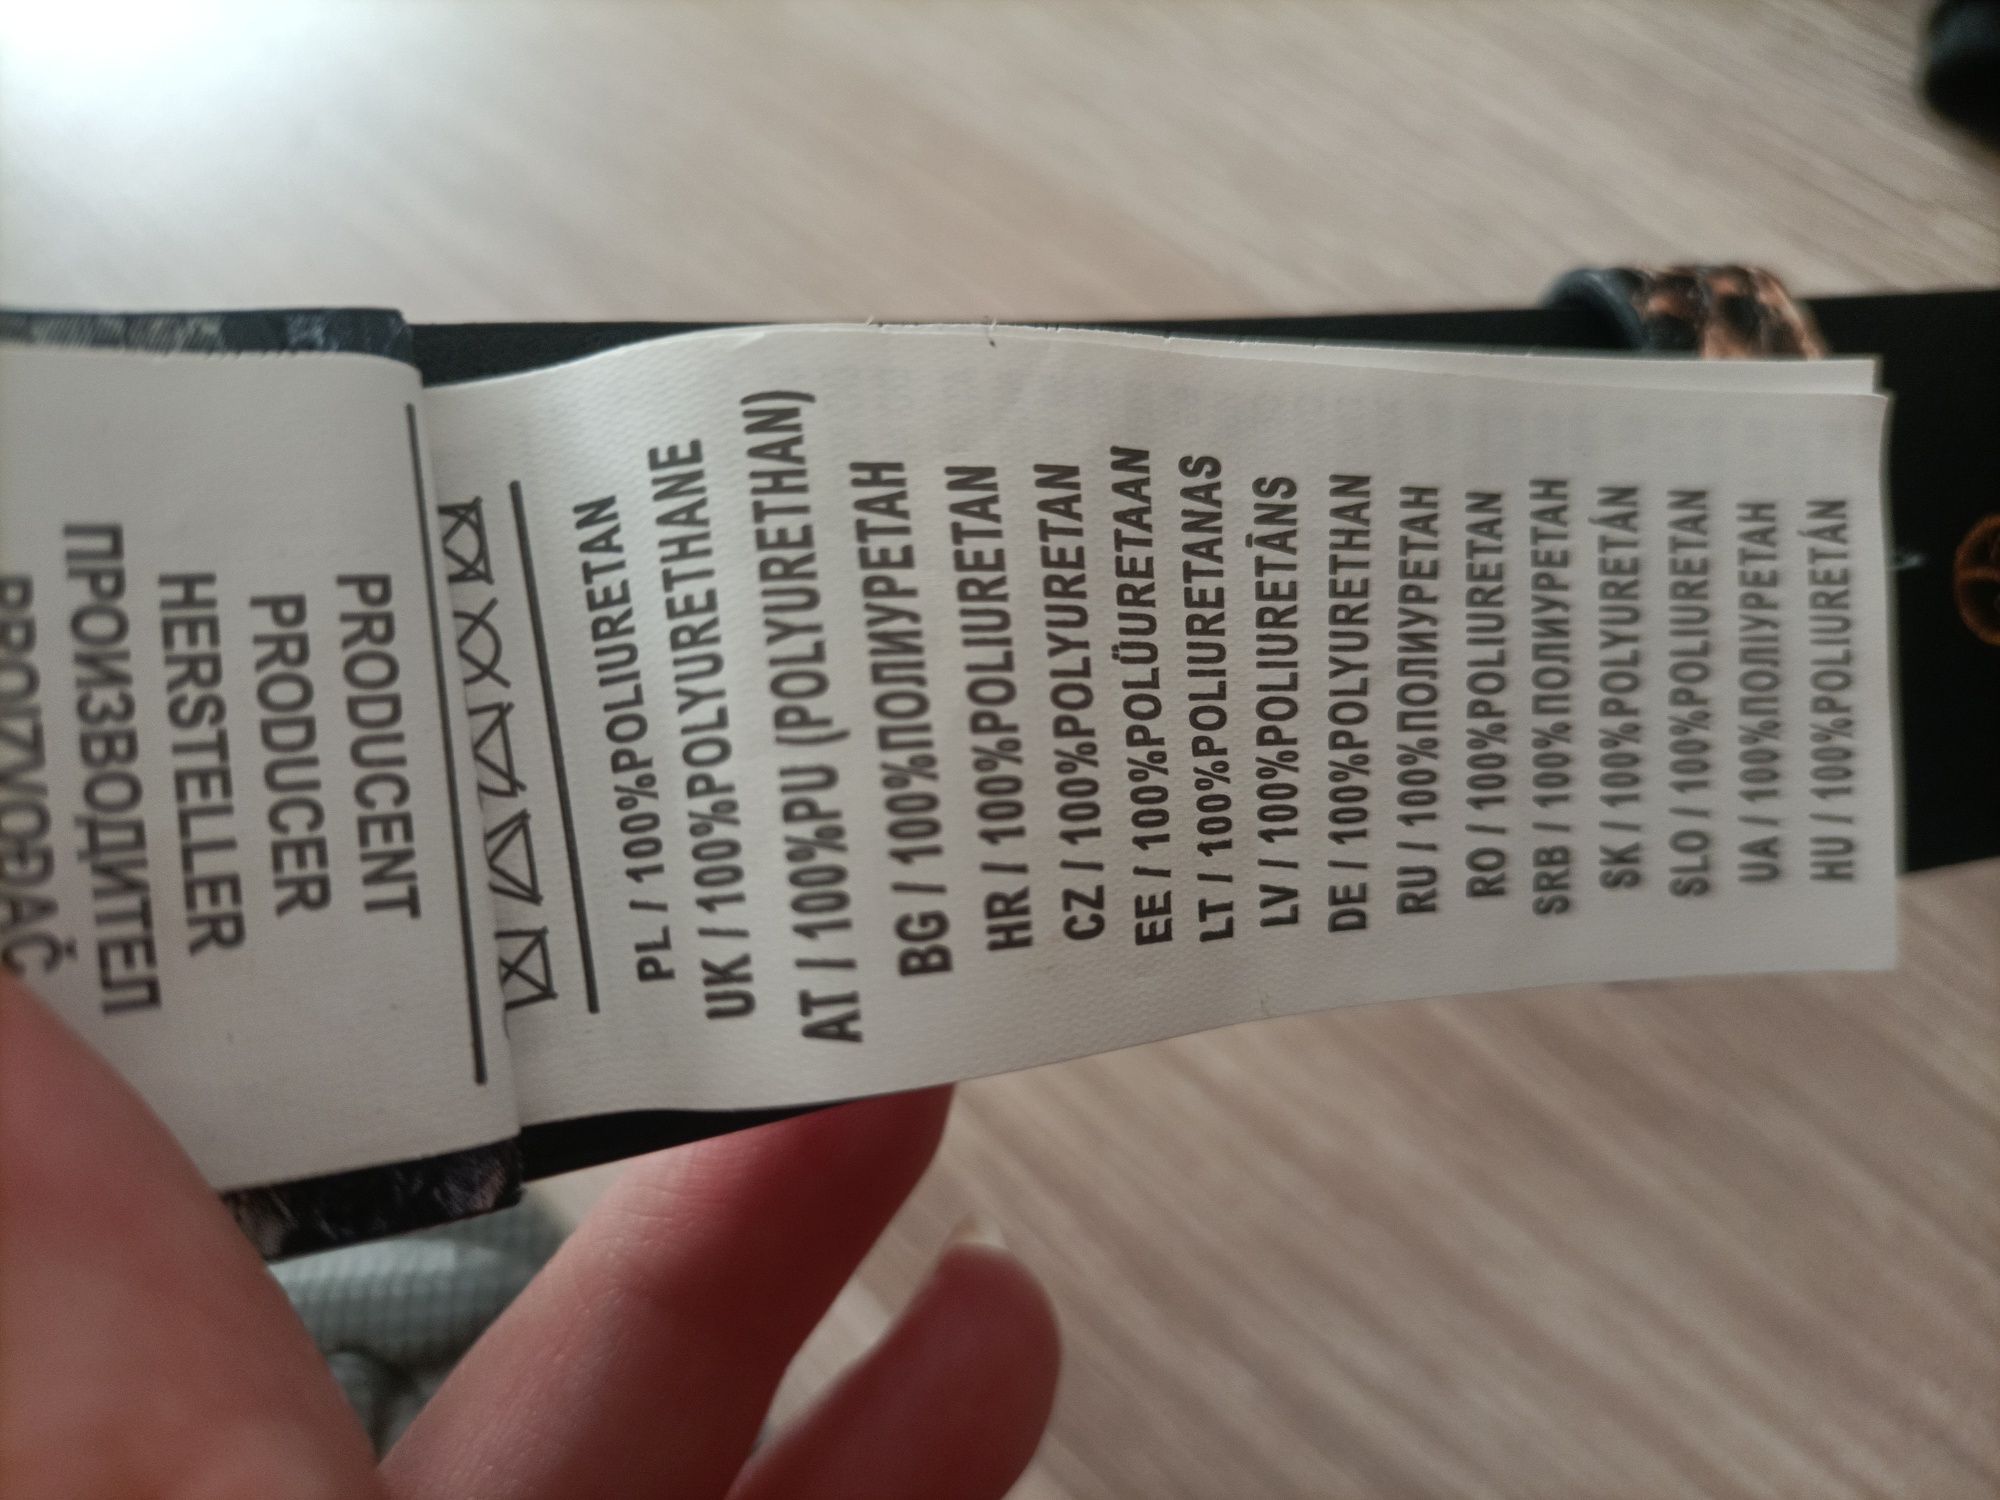 PROIZVOĐAČ
ПРОИЗВОДИТЕЛ
HERSTELLER
PRODUCER
PRODUCENT
PL / 100%POLIURETAN
UK / 100%POLYURETHANE
AT / 100%PU (POLYURETHAN)
BG / 100%ПОЛИУРЕТАН
HR / 100%POLIURETAN
CZ / 100%POLYURETAN
EE / 100%POLÜURETAAN
LT / 100%POLIURETANAS
LV / 100%POLIURETĀNS
DE / 100%POLYURETHAN
RU / 100%ПОЛИУРЕТАН
RO / 100%POLIURETAN
SRB / 100%ПОЛИУРЕТАН
SK / 100%POLYURETÁN
SLO / 100%POLIURETAN
UA / 100%ПОЛІУРЕТАН
HU / 100%POLIURETÁN